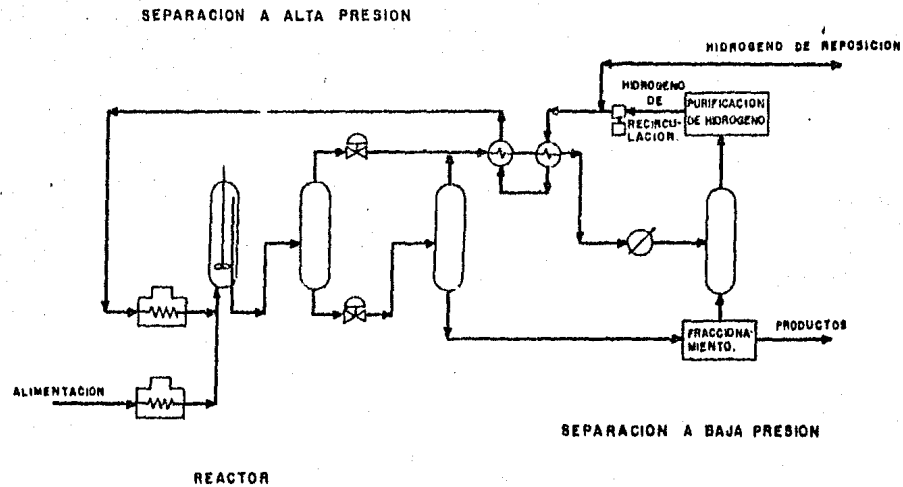 SEPARACION A ALTA PRESION
HIDROGENO DE REPOSICION
HIDROGENO
DE
RECIRCU-
LACION.
PURIFICACION
DE HIDROGENO
FRACCIONA-
MIENTO.
PRODUCTOS
ALIMENTACION
SEPARACION A BAJA PRESION
REACTOR